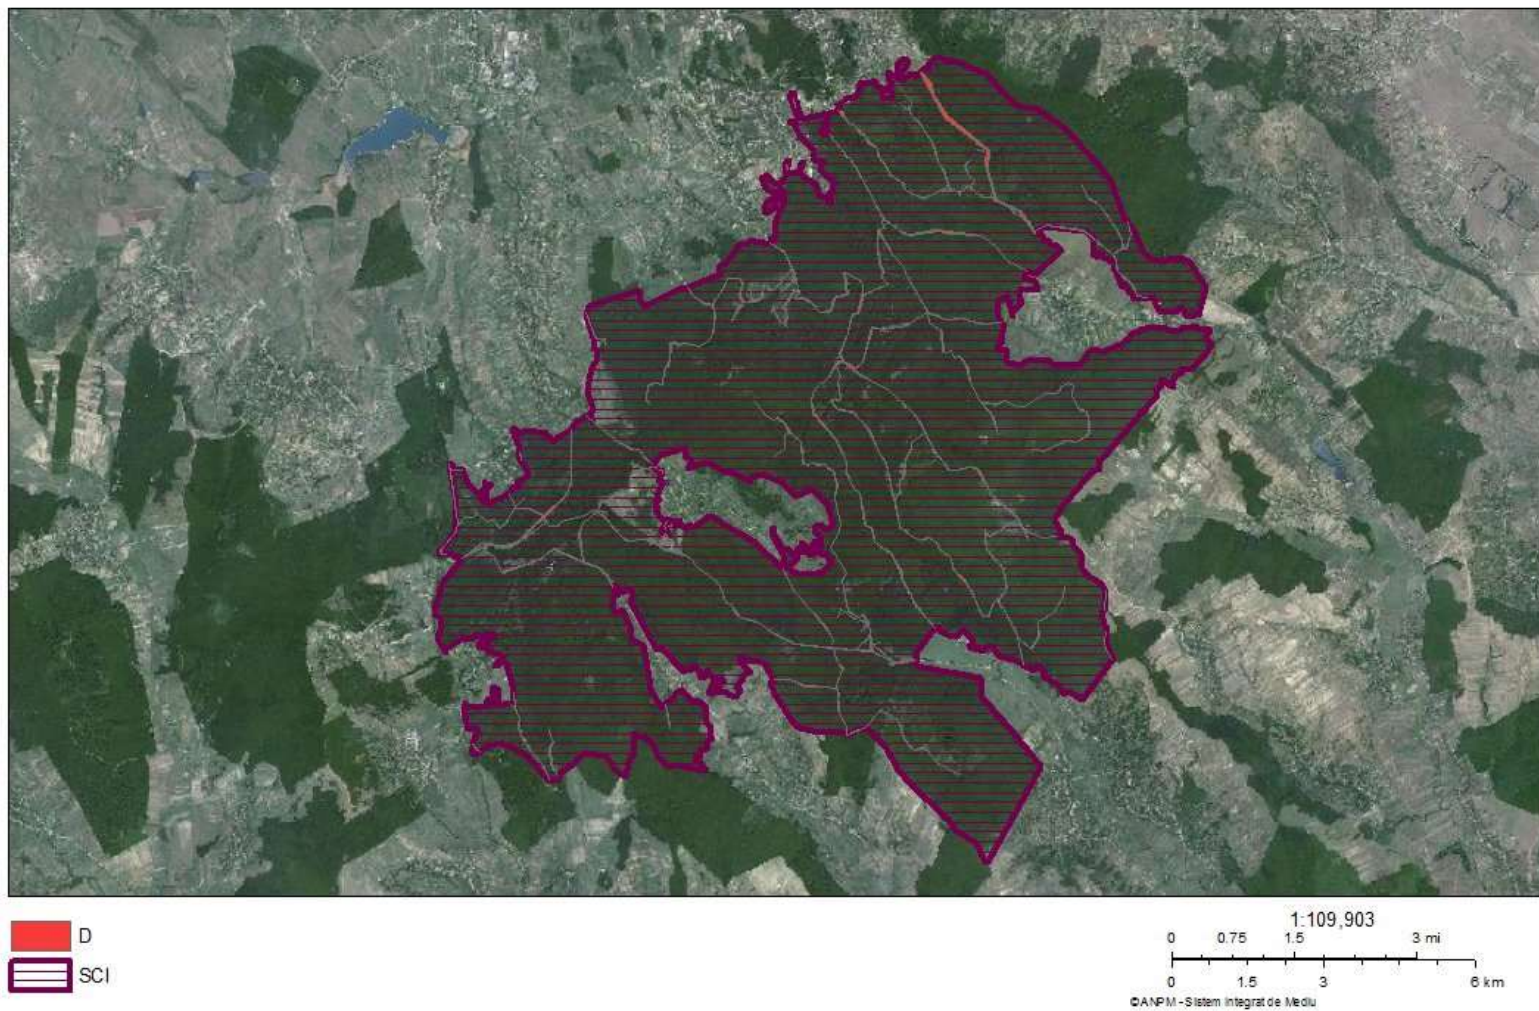 D
SCI
1:109,903
0 0.75 1.5 3 mi
0 1.5 3 6 km
©ANPM - Sistem Integrat de Mediu